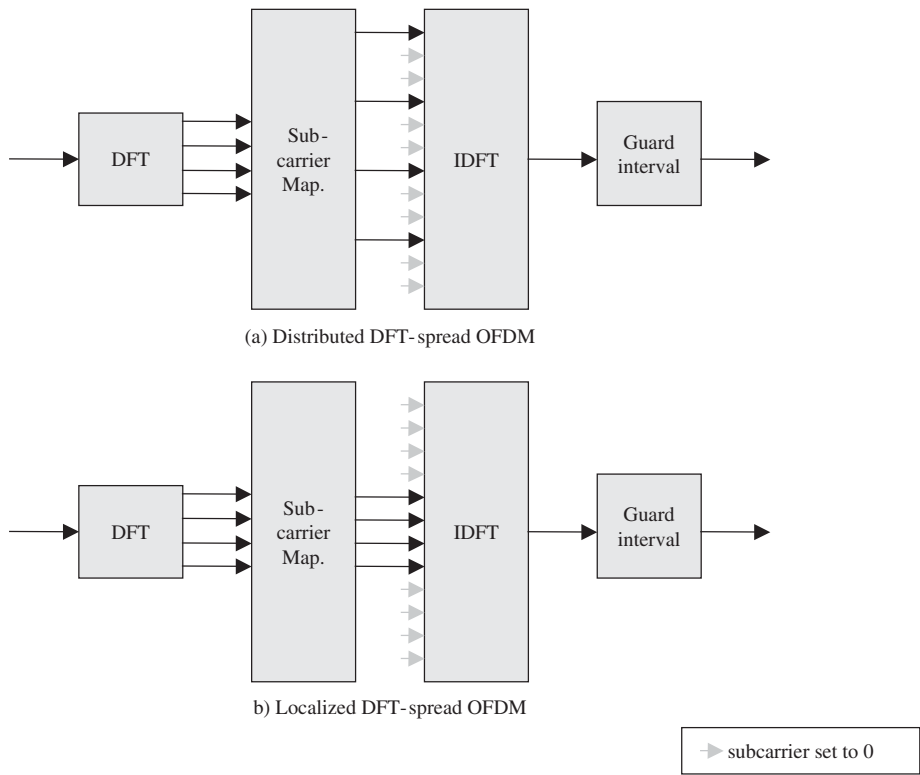 DFT
Sub-
carrier
Map.
IDFT
Guard
interval
(a) Distributed DFT-spread OFDM
DFT
Sub-
carrier
Map.
IDFT
Guard
interval
b) Localized DFT-spread OFDM
subcarrier set to 0